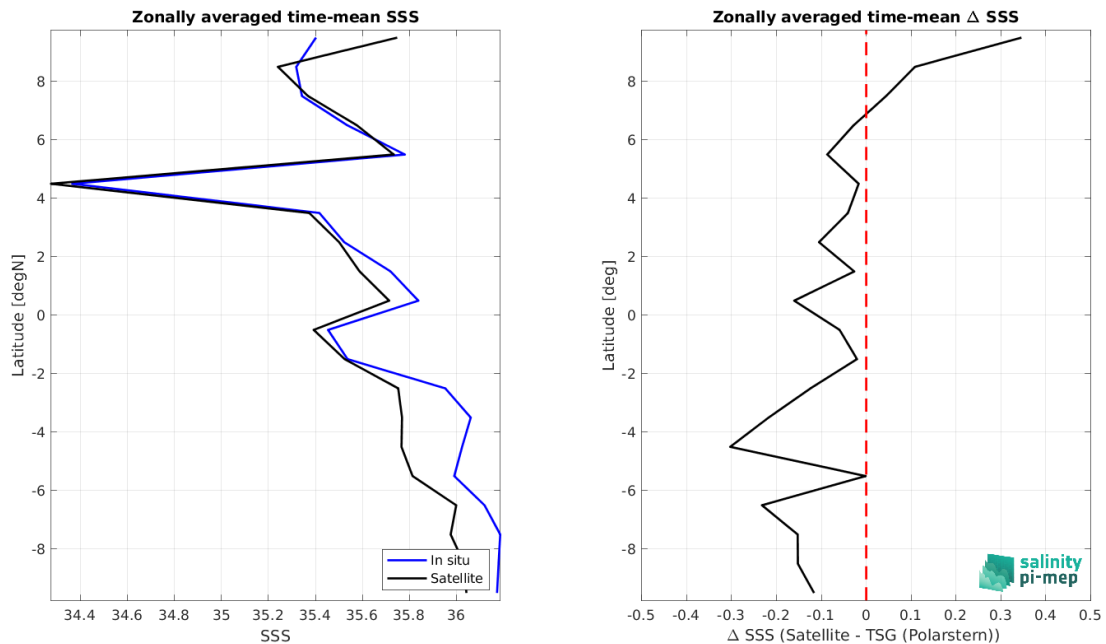 Zonally averaged time-mean SSS
Latitude [degN]
8
6
4
2
0
-2
-4
-6
-8
34.4 34.6 34.8 35 35.2 35.4 35.6 35.8 36
SSS
In situ
Satellite
Zonally averaged time-mean Δ SSS
Latitude [deg]
8
6
4
2
0
-2
-4
-6
-8
-0.5 -0.4 -0.3 -0.2 -0.1 0 0.1 0.2 0.3 0.4 0.5
Δ SSS (Satellite - TSG (Polarstern))
salinity
pi-mep